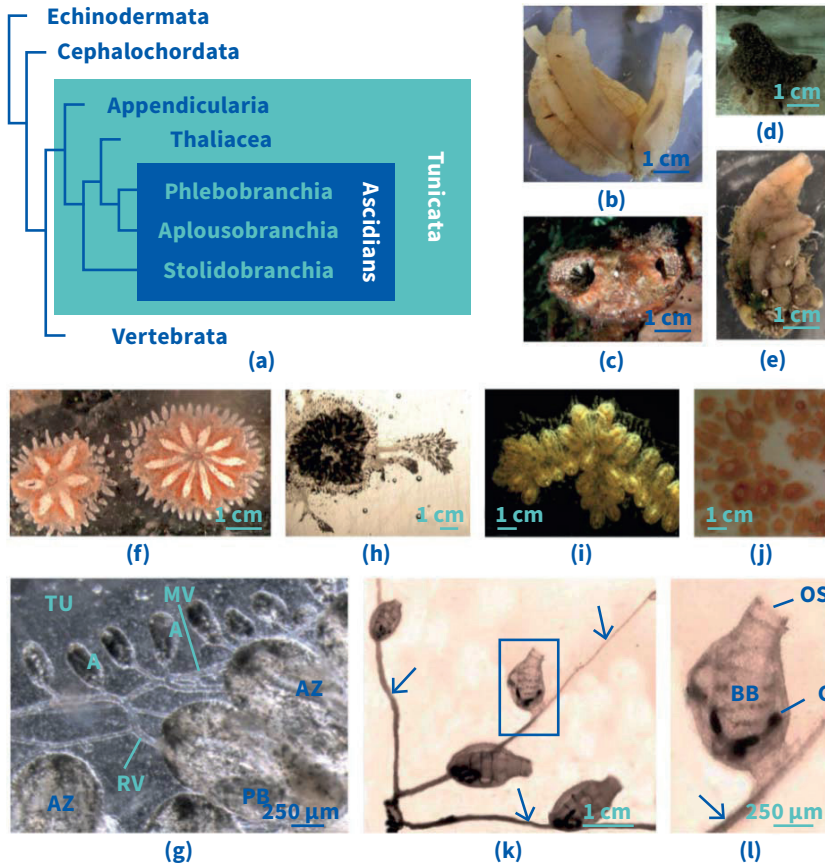 Echinodermata
Cephalochordata
Appendicularia
Thaliacea
Phlebobranchia
Aplousobranchia
Stolidobranchia
Ascidians
Tunicata
Vertebrata
(a)
1 cm
(b)
1 cm
(c)
1 cm
(d)
1 cm
(e)
1 cm
(f)
1 cm
(h)
1 cm
(i)
1 cm
(j)
TU
MV
A
A
AZ
RV
AZ
PB
250 µm
(g)
1 cm
(k)
OS
BB
250 µm
(l)